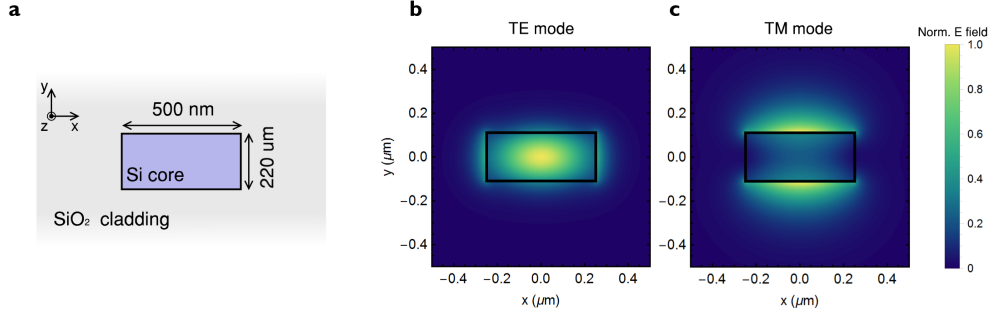 a
y
z
x
500 nm
220 um
Si core
SiO₂ cladding
b
TE mode
0.4
0.2
0.0
−0.2
−0.4
y (μm)
−0.4 −0.2 0.0 0.2 0.4
x (μm)
c
TM mode
0.4
0.2
0.0
−0.2
−0.4
−0.4 −0.2 0.0 0.2 0.4
x (μm)
Norm. E field
1.0
0.8
0.6
0.4
0.2
0